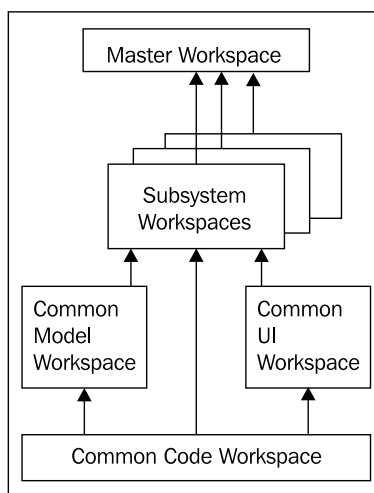 Master Workspace
Subsystem
Workspaces
Common
Model
Workspace
Common
UI
Workspace
Common Code Workspace